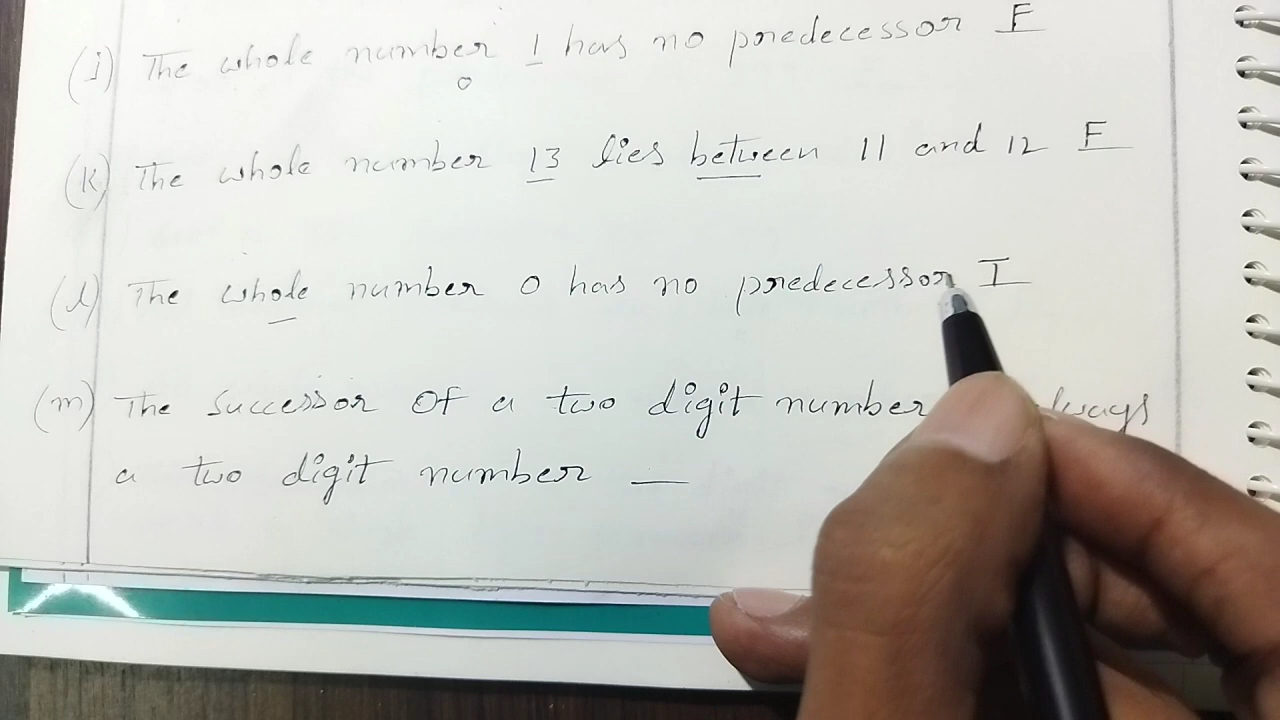 (j) The whole number 1 has no predecessor F
0
(k) The whole number 13 lies between 11 and 12 F
(l) The whole number 0 has no predecessor T
(m) The successor of a two digit number
a two digit number __